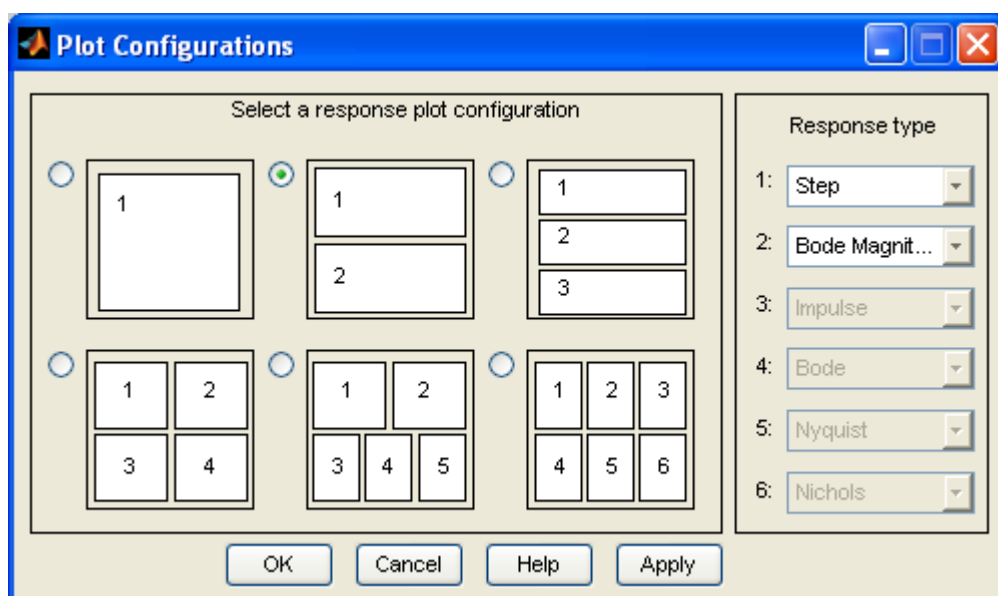 Plot Configurations
Select a response plot configuration
1
1
2
1
2
3
1 2
3 4
1 2
3 4 5
1 2 3
4 5 6
Response type
1: Step
2: Bode Magnit...
3: Impulse
4: Bode
5: Nyquist
6: Nichols
OK Cancel Help Apply